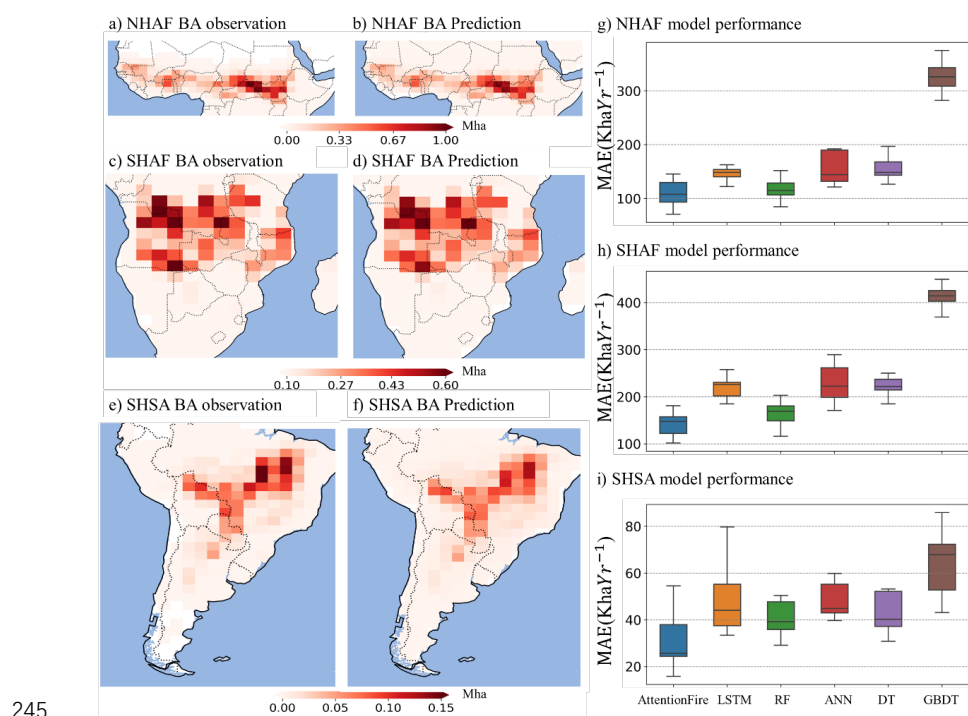 a) NHAF BA observation
b) NHAF BA Prediction
0.00 0.33 0.67 1.00
Mha
c) SHAF BA observation
d) SHAF BA Prediction
0.10 0.27 0.43 0.60
Mha
e) SHSA BA observation
f) SHSA BA Prediction
0.00 0.05 0.10 0.15
Mha
g) NHAF model performance
MAE(KhaYr⁻¹)
300
200
100
h) SHAF model performance
MAE(KhaYr⁻¹)
400
300
200
100
i) SHSA model performance
MAE(KhaYr⁻¹)
80
60
40
20
AttentionFire LSTM RF ANN DT GBDT
245